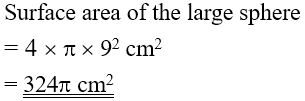 Surface area of the large sphere
= 4 × π × 9² cm²
= 324π cm²